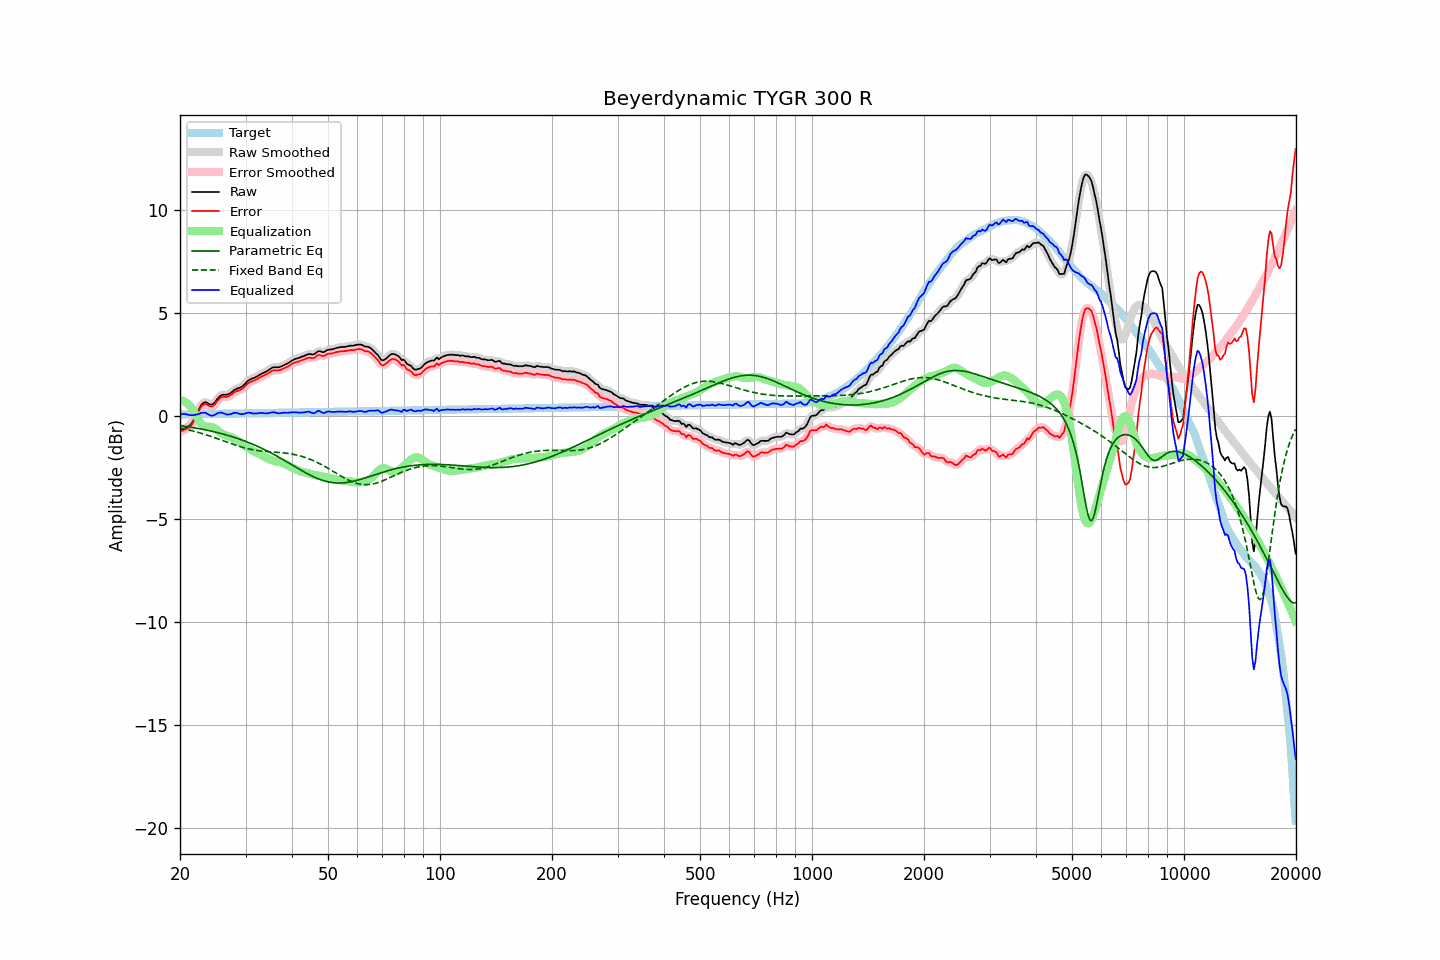 Beyerdynamic TYGR 300 R
Target
Raw Smoothed
Error Smoothed
Raw
Error
Equalization
Parametric Eq
Fixed Band Eq
Equalized
10
5
0
−5
−10
−15
−20
Amplitude (dBr)
20 50 100 200 500 1000 2000 5000 10000 20000
Frequency (Hz)